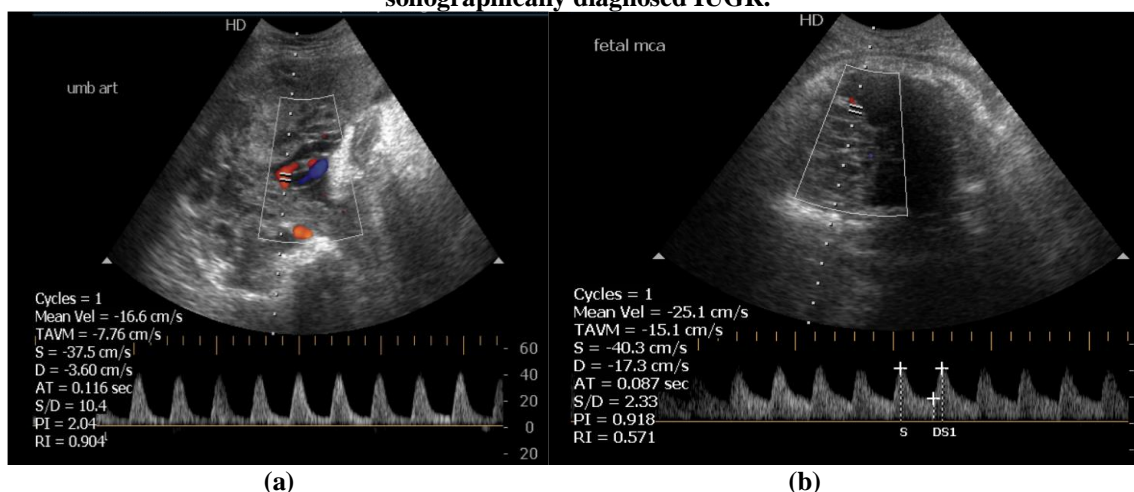 sonographically diagnosed IUGR.
HD
umb art
Cycles = 1
Mean Vel = -16.6 cm/s
TAVM = -7.76 cm/s
S = -37.5 cm/s
D = -3.60 cm/s
AT = 0.116 sec
S/D = 10.4
PI = 2.04
RI = 0.904
60
40
20
0
20
HD
fetal mca
Cycles = 1
Mean Vel = -25.1 cm/s
TAVM = -15.1 cm/s
S = -40.3 cm/s
D = -17.3 cm/s
AT = 0.087 sec
S/D = 2.33
PI = 0.918
RI = 0.571
S DS1
(a) (b)